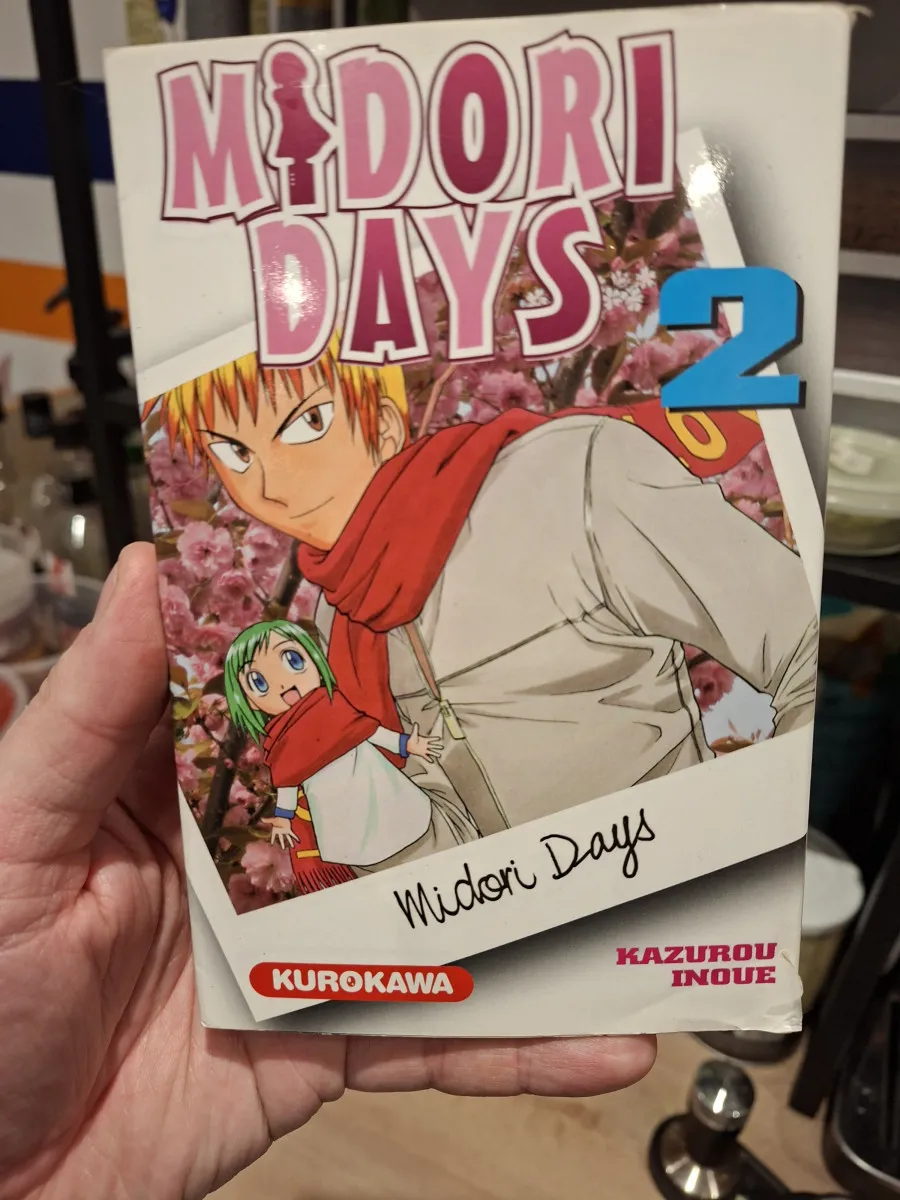 MIDORI
DAYS
2
Midori Days
KUROKAWA
KAZUROU
INOUE